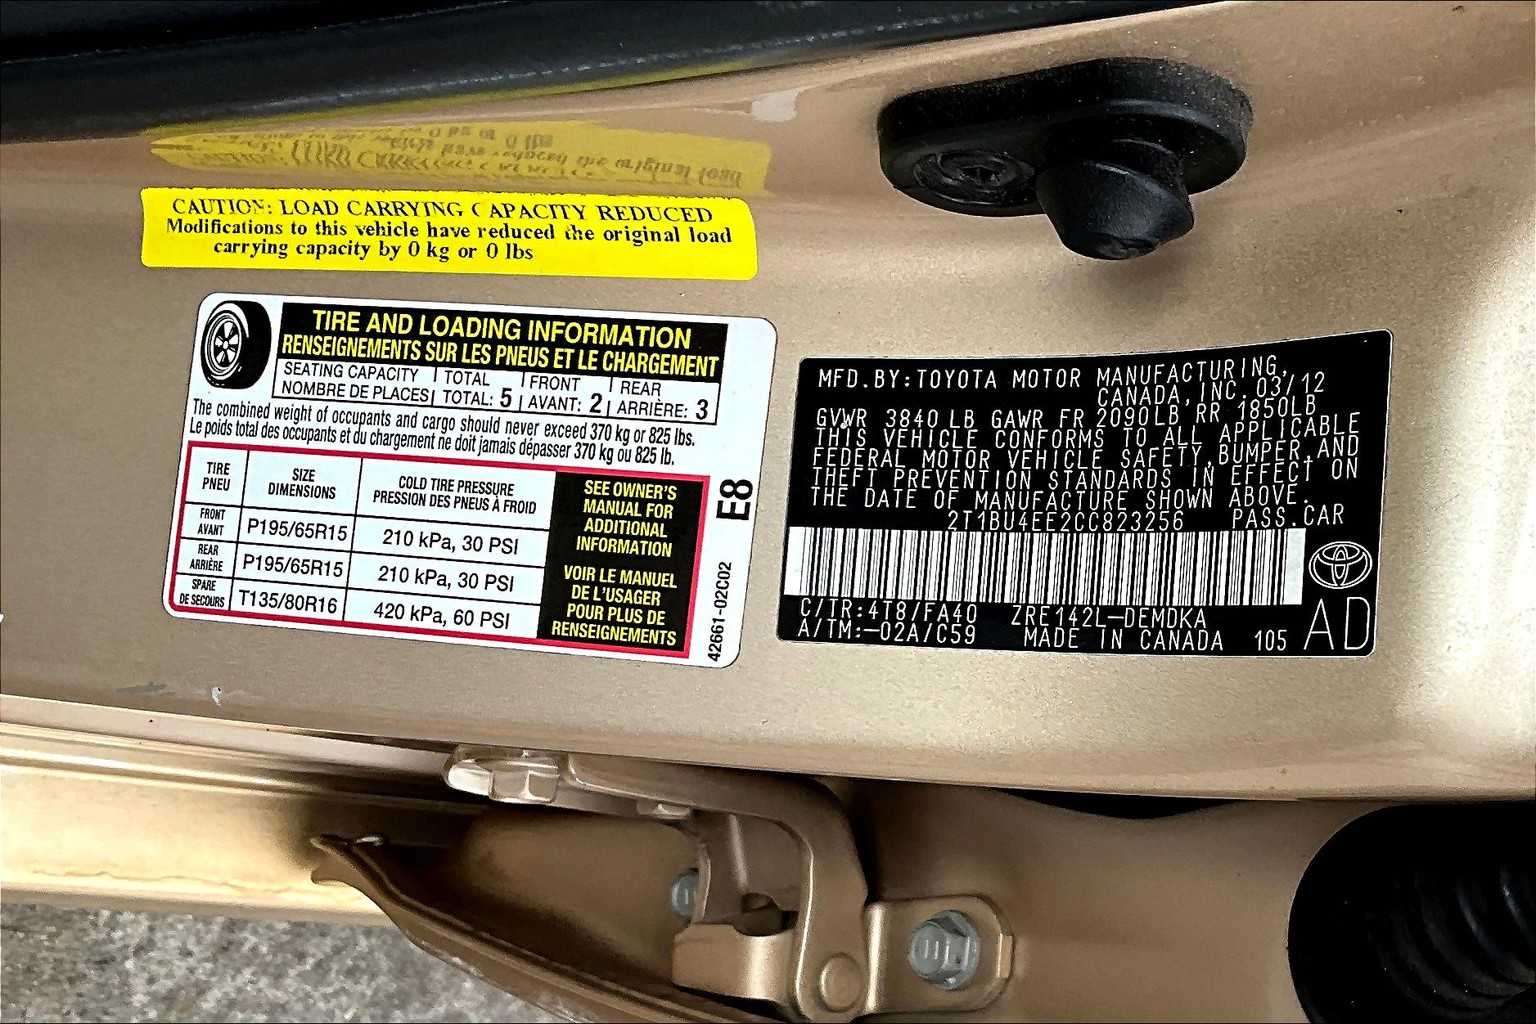 CAUTION: LOAD CARRYING CAPACITY REDUCED
Modifications to this vehicle have reduced the original load
carrying capacity by 0 kg or 0 lbs
TIRE AND LOADING INFORMATION
RENSEIGNEMENTS SUR LES PNEUS ET LE CHARGEMENT
SEATING CAPACITY TOTAL FRONT REAR
NOMBRE DE PLACES TOTAL: 5 AVANT: 2 ARRIÈRE: 3
The combined weight of occupants and cargo should never exceed 370 kg or 825 lbs.
Le poids total des occupants et du chargement ne doit jamais dépasser 370 kg ou 825 lb.
TIRE
PNEU
SIZE
DIMENSIONS
COLD TIRE PRESSURE
PRESSION DES PNEUS À FROID
FRONT
AVANT
P195/65R15
210 kPa, 30 PSI
REAR
ARRIÈRE
P195/65R15
210 kPa, 30 PSI
SPARE
DE SECOURS
T135/80R16
420 kPa, 60 PSI
SEE OWNER'S
MANUAL FOR
ADDITIONAL
INFORMATION
VOIR LE MANUEL
DE L'USAGER
POUR PLUS DE
RENSEIGNEMENTS
E8
42661-02C02
MFD.BY:TOYOTA MOTOR MANUFACTURING,
CANADA,INC.03/12
GVWR 3840 LB GAWR FR 2090LB RR 1850LB
THIS VEHICLE CONFORMS TO ALL APPLICABLE
FEDERAL MOTOR VEHICLE SAFETY,BUMPER,AND
THEFT PREVENTION STANDARDS IN EFFECT ON
THE DATE OF MANUFACTURE SHOWN ABOVE.
2T1BU4EE2CC823256 PASS.CAR
C/TR:4T8/FA40 ZRE142L-DEMDKA
A/TM:-02A/C59 MADE IN CANADA 105
AD